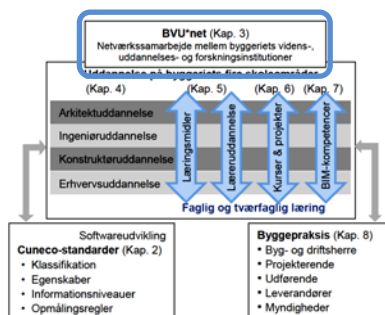 BVU*net (Kap. 3)
Netværkssamarbejde mellem byggeriets videns-,
uddannelses- og forskningsinstitutioner
Uddannelse på byggeriets fire skoleområder
(Kap. 4) (Kap. 5) (Kap. 6) (Kap. 7)
Arkitektuddannelse
Ingeniøruddannelse
Konstruktøruddannelse
Erhvervsuddannelse
Læringsmidler
Læreruddannelse
Kurser & projekter
BIM-kompetencer
Faglig og tværfaglig læring
Softwareudvikling
Cuneco-standarder (Kap. 2)
• Klassifikation
• Egenskaber
• Informationsniveauer
• Opmålingsregler
Byggepraksis (Kap. 8)
• Byg- og driftsherre
• Projekterende
• Udførende
• Leverandører
• Myndigheder